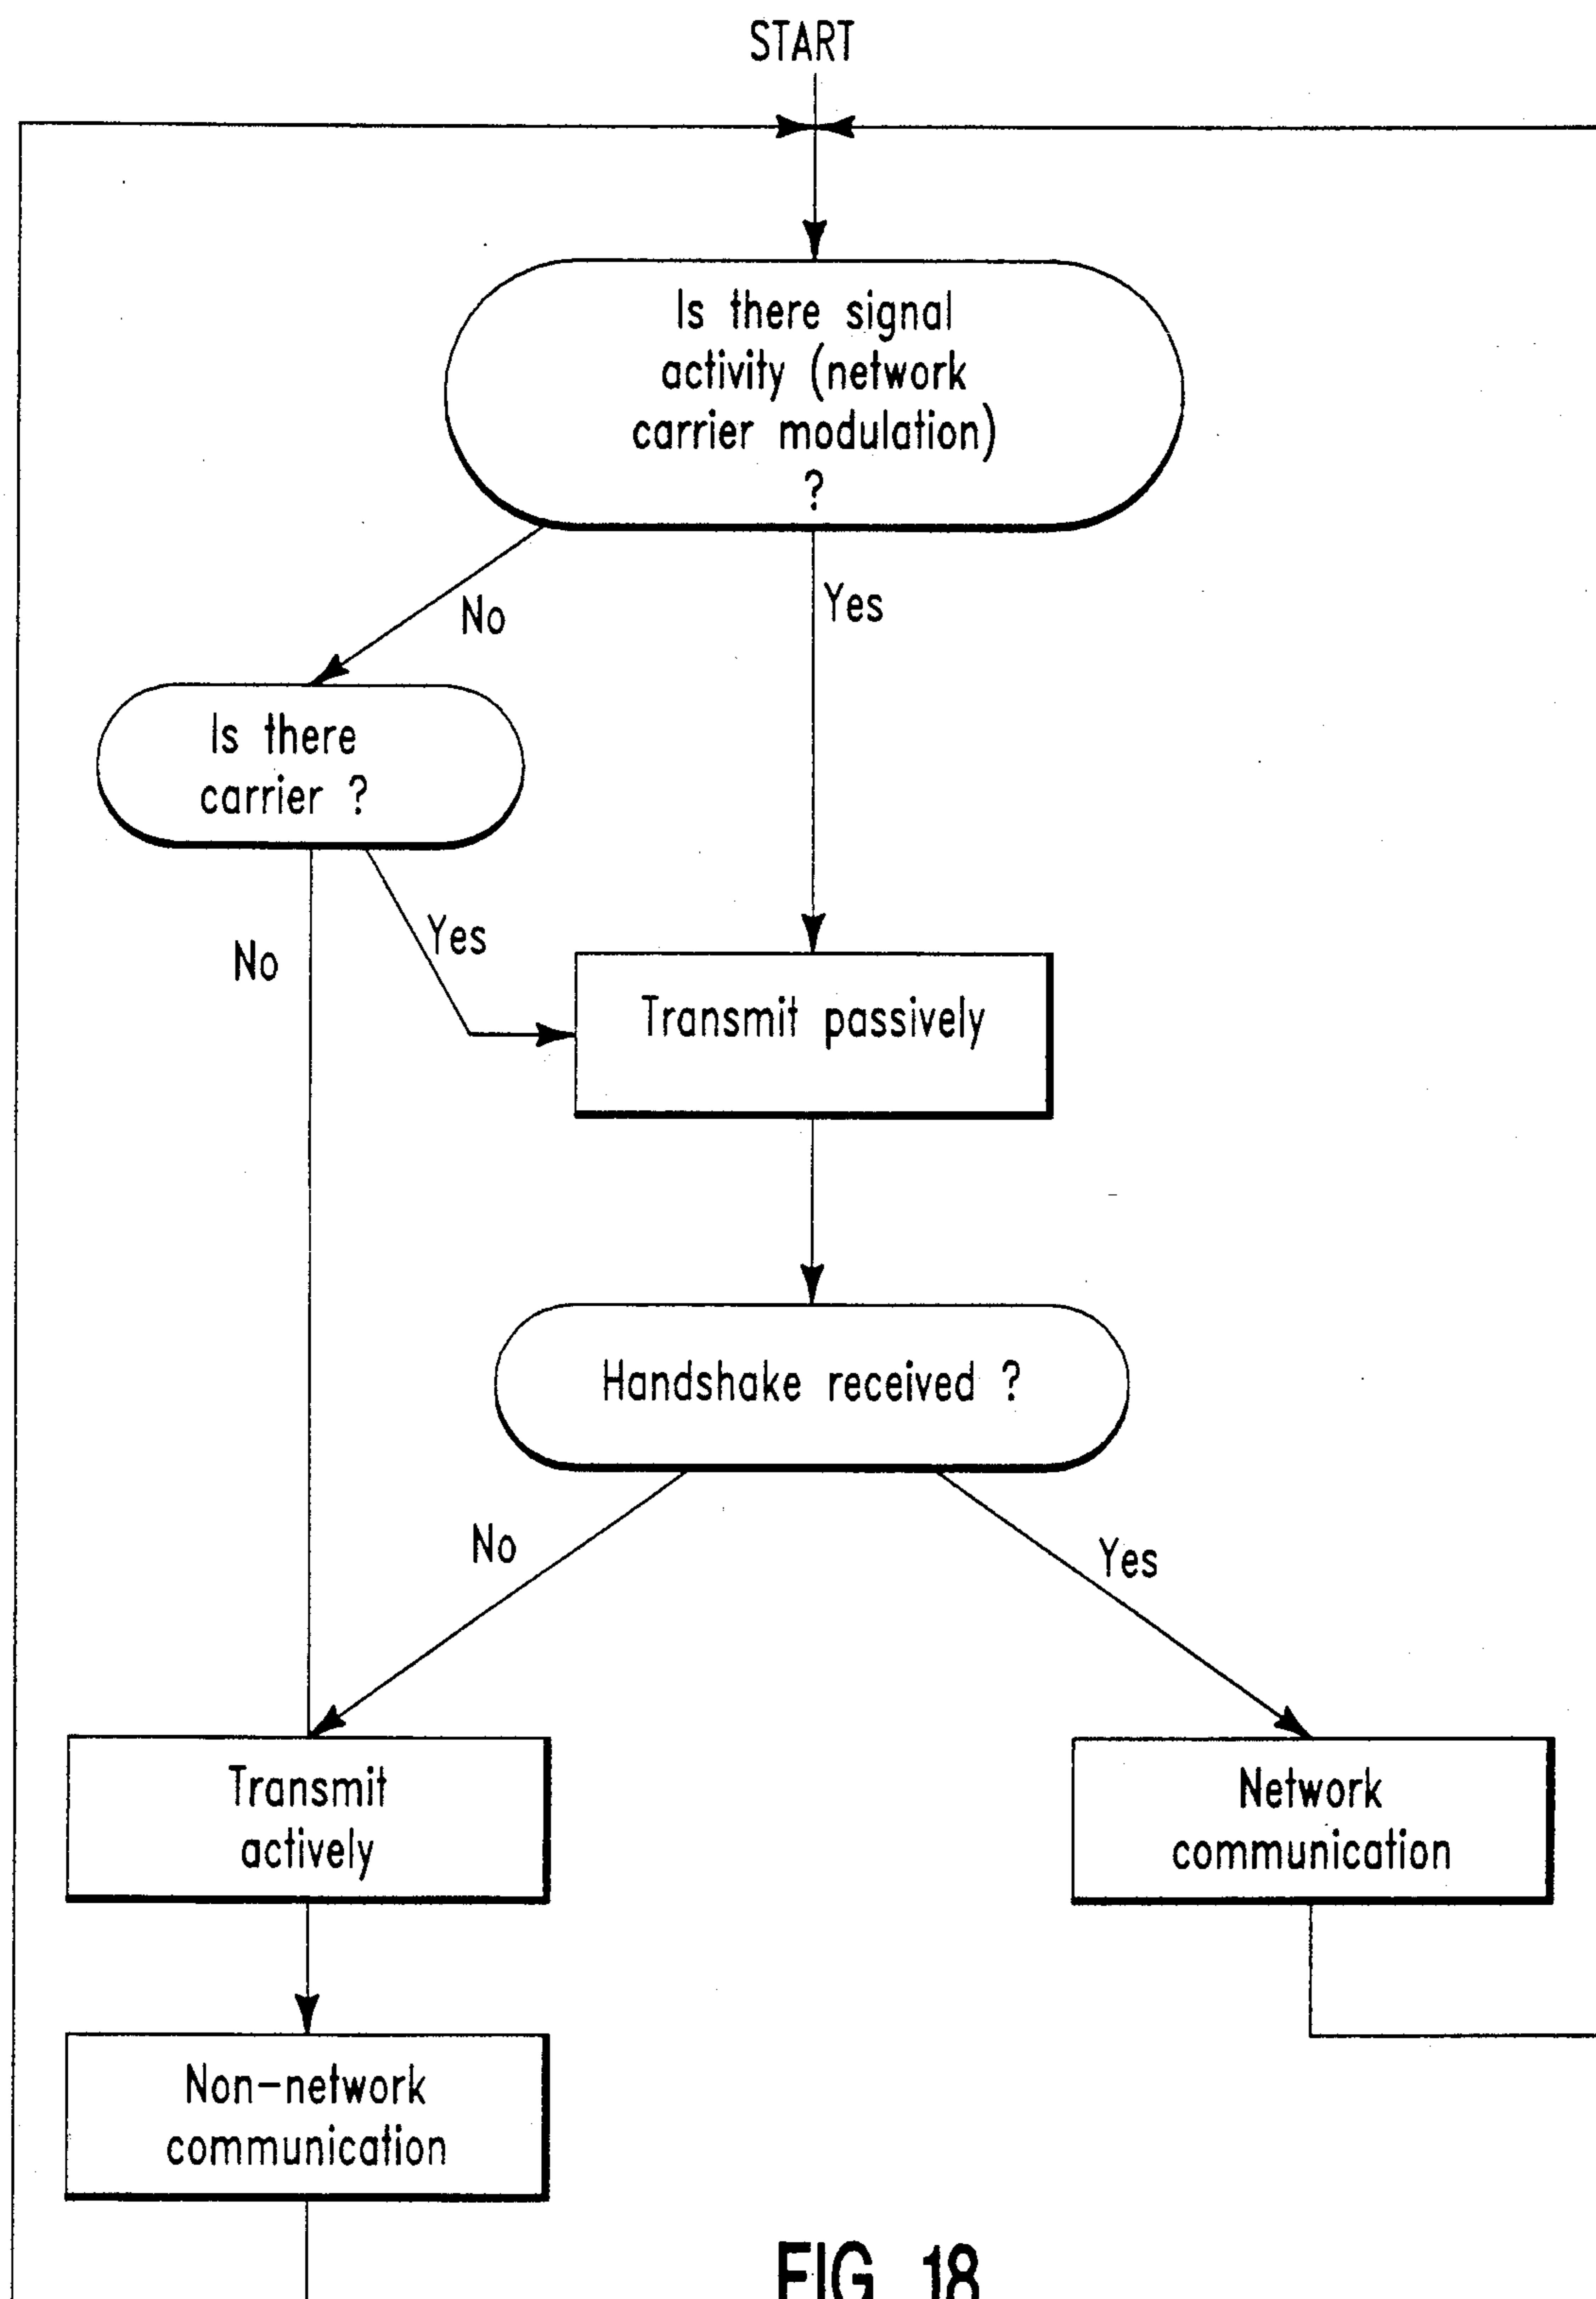 START
Is there signal
activity (network
carrier modulation)
?
No
Yes
Is there
carrier ?
No
Yes
Transmit passively
Handshake received ?
No
Yes
Transmit
actively
Network
communication
Non-network
communication
FIG. 18